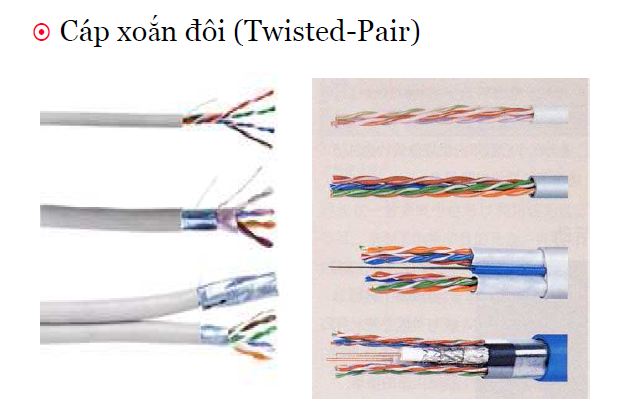 Cáp xoắn đôi (Twisted-Pair)